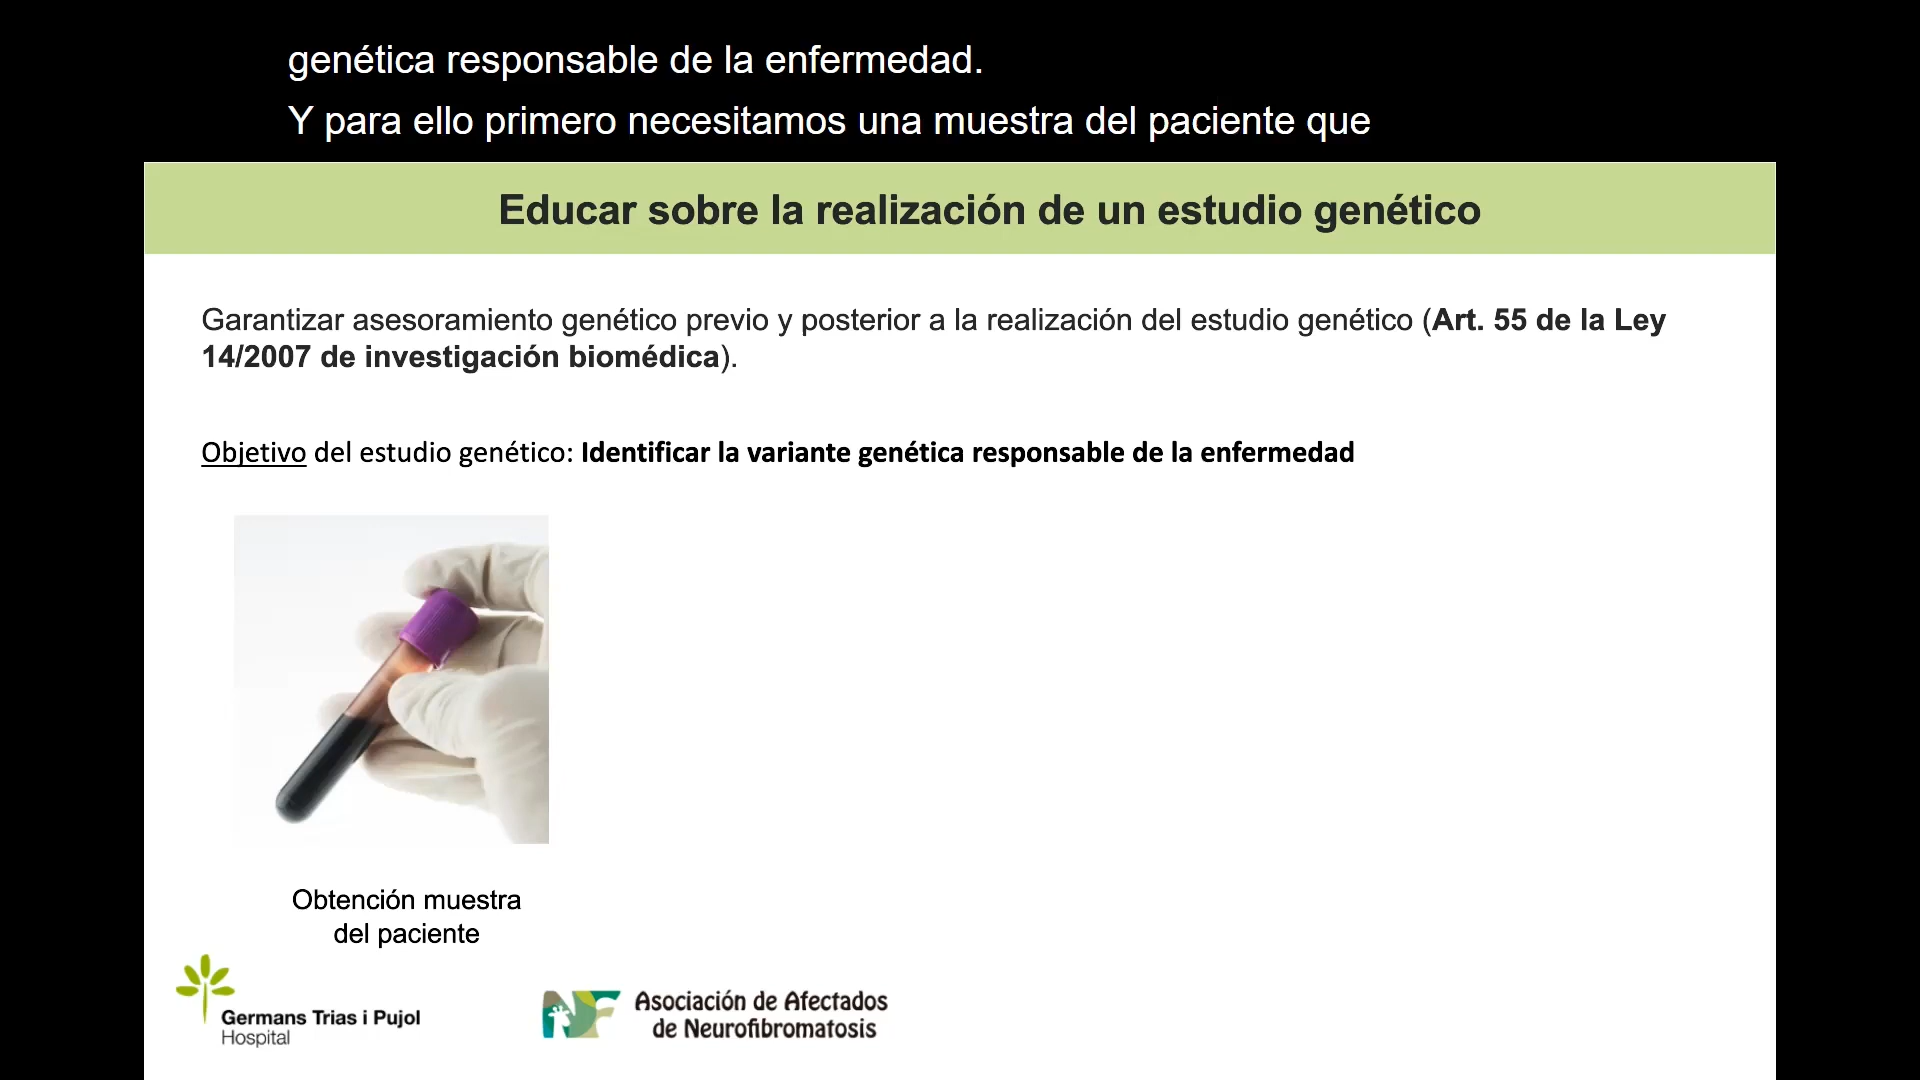 genética responsable de la enfermedad.
Y para ello primero necesitamos una muestra del paciente que
Educar sobre la realización de un estudio genético
Garantizar asesoramiento genético previo y posterior a la realización del estudio genético (Art. 55 de la Ley
14/2007 de investigación biomédica).
Objetivo del estudio genético: Identificar la variante genética responsable de la enfermedad
Obtención muestra
del paciente
Germans Trias i Pujol
Hospital
NF
Asociación de Afectados
de Neurofibromatosis